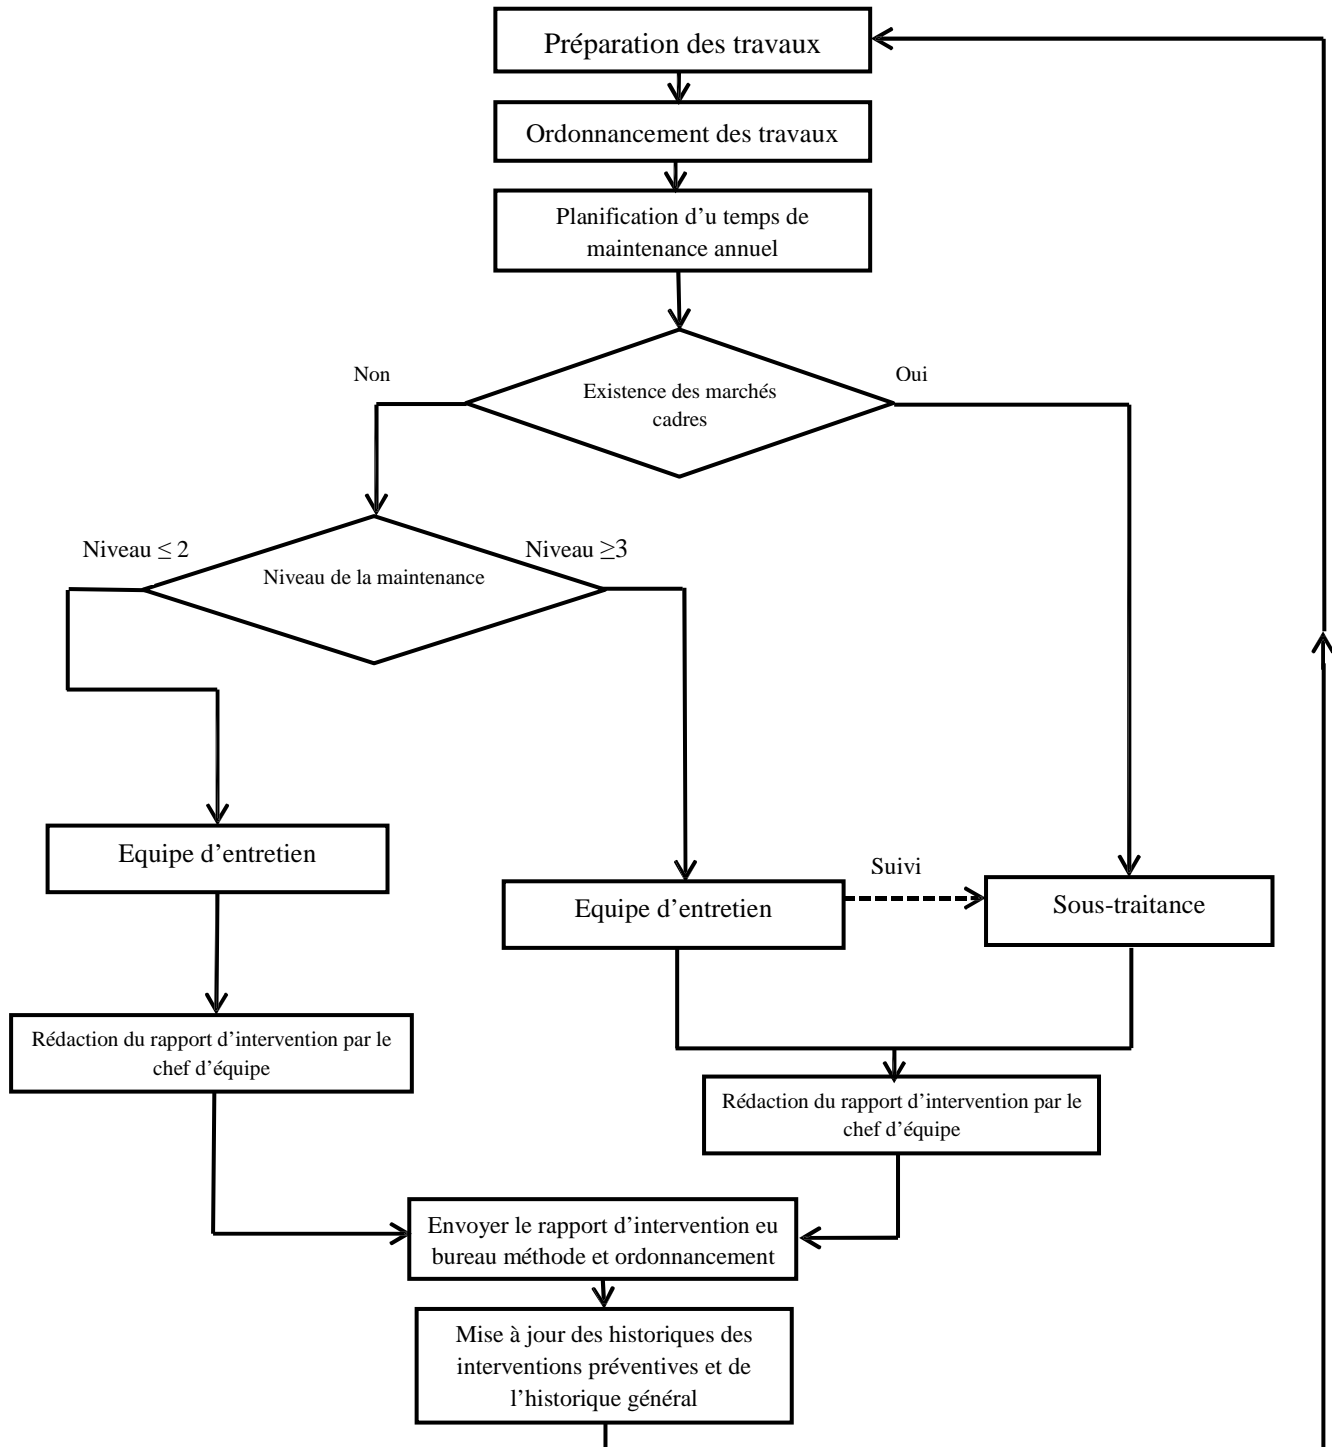 Préparation des travaux
Ordonnancement des travaux
Planification d’u temps de
maintenance annuel
Non
Oui
Existence des marchés
cadres
Niveau ≤ 2
Niveau ≥3
Niveau de la maintenance
Equipe d’entretien
Suivi
Equipe d’entretien
Sous-traitance
Rédaction du rapport d’intervention par le
chef d’équipe
Rédaction du rapport d’intervention par le
chef d’équipe
Envoyer le rapport d’intervention eu
bureau méthode et ordonnancement
Mise à jour des historiques des
interventions préventives et de
l’historique général